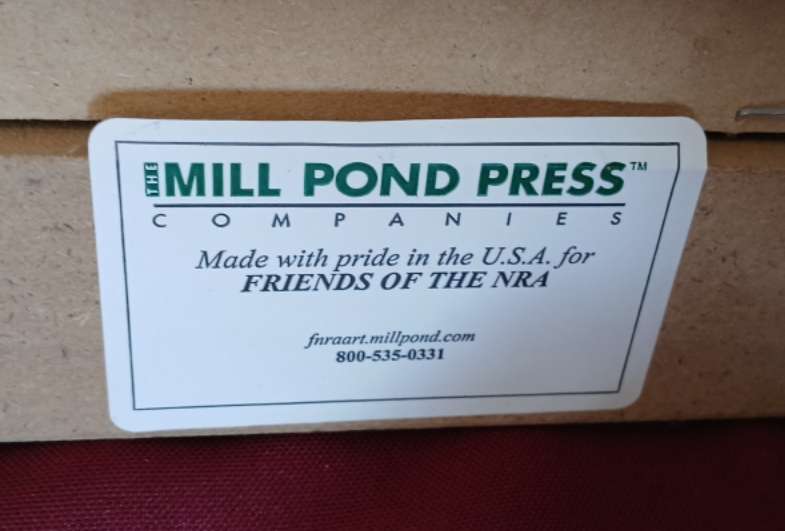 THE MILL POND PRESS™
COMPANIES
Made with pride in the U.S.A. for
FRIENDS OF THE NRA
fnraart.millpond.com
800-535-0331